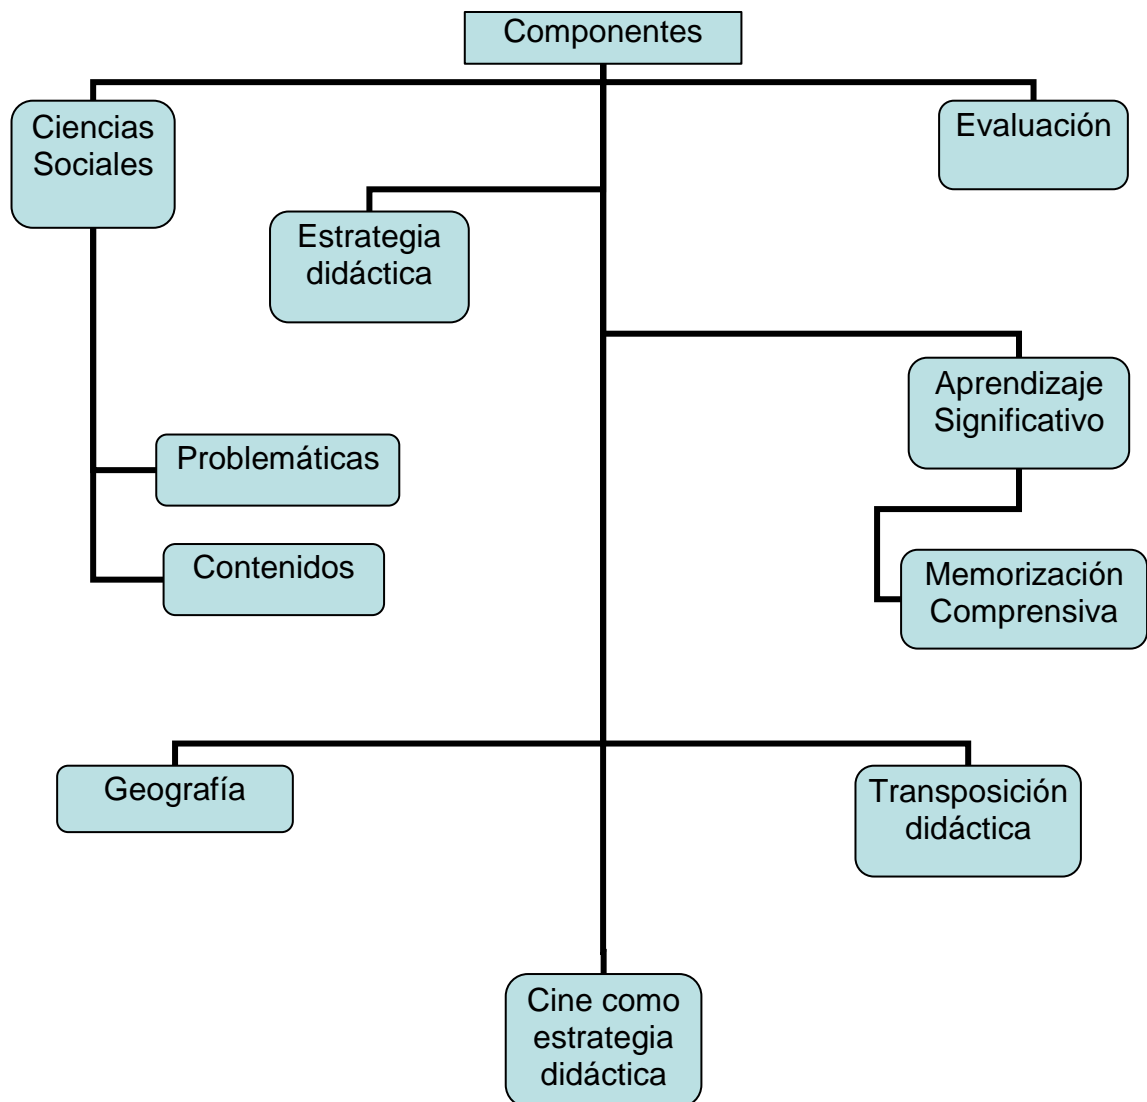 Componentes
Ciencias
Sociales
Evaluación
Estrategia
didáctica
Aprendizaje
Significativo
Problemáticas
Contenidos
Memorización
Comprensiva
Geografía
Transposición
didáctica
Cine como
estrategia
didáctica